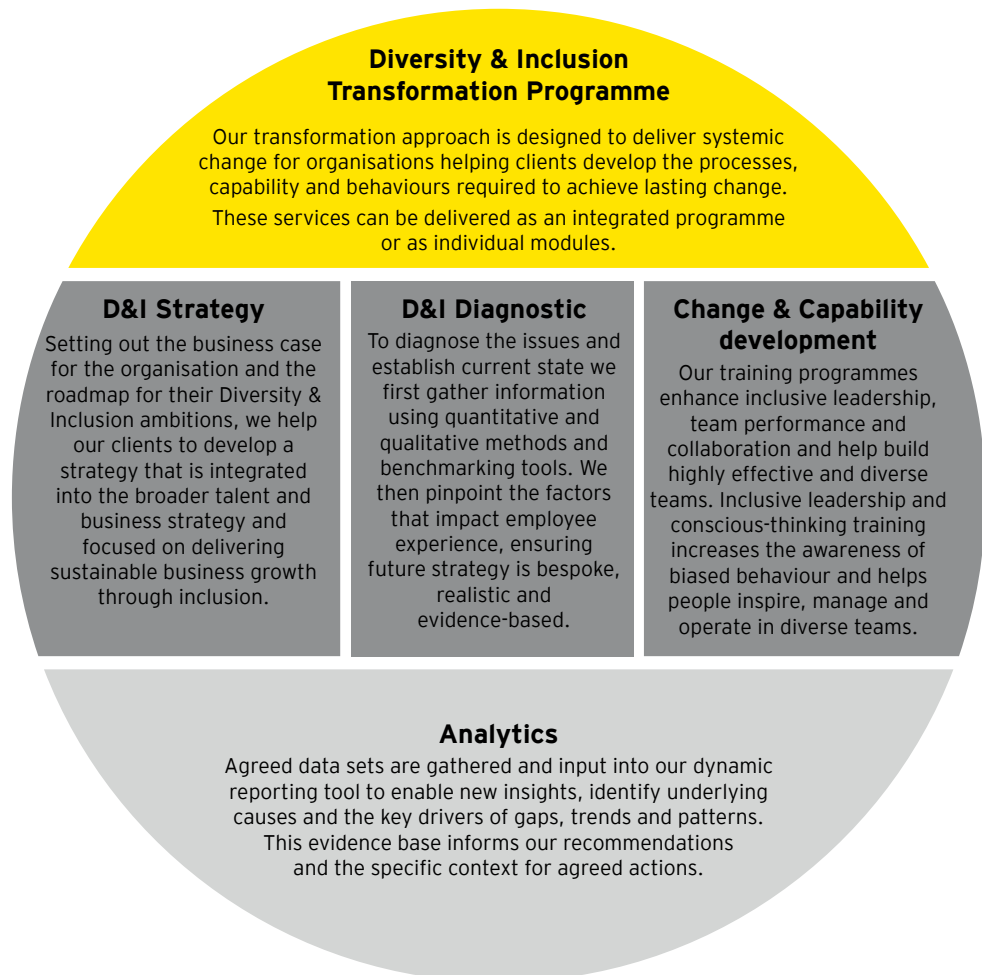 Diversity & Inclusion
Transformation Programme
Our transformation approach is designed to deliver systemic
change for organisations helping clients develop the processes,
capability and behaviours required to achieve lasting change.
These services can be delivered as an integrated programme
or as individual modules.
D&I Strategy
Setting out the business case
for the organisation and the
roadmap for their Diversity &
Inclusion ambitions, we help
our clients to develop a
strategy that is integrated
into the broader talent and
business strategy and
focused on delivering
sustainable business growth
through inclusion.
D&I Diagnostic
To diagnose the issues and
establish current state we
first gather information
using quantitative and
qualitative methods and
benchmarking tools. We
then pinpoint the factors
that impact employee
experience, ensuring
future strategy is bespoke,
realistic and
evidence-based.
Change & Capability
development
Our training programmes
enhance inclusive leadership,
team performance and
collaboration and help build
highly effective and diverse
teams. Inclusive leadership and
conscious-thinking training
increases the awareness of
biased behaviour and helps
people inspire, manage and
operate in diverse teams.
Analytics
Agreed data sets are gathered and input into our dynamic
reporting tool to enable new insights, identify underlying
causes and the key drivers of gaps, trends and patterns.
This evidence base informs our recommendations
and the specific context for agreed actions.